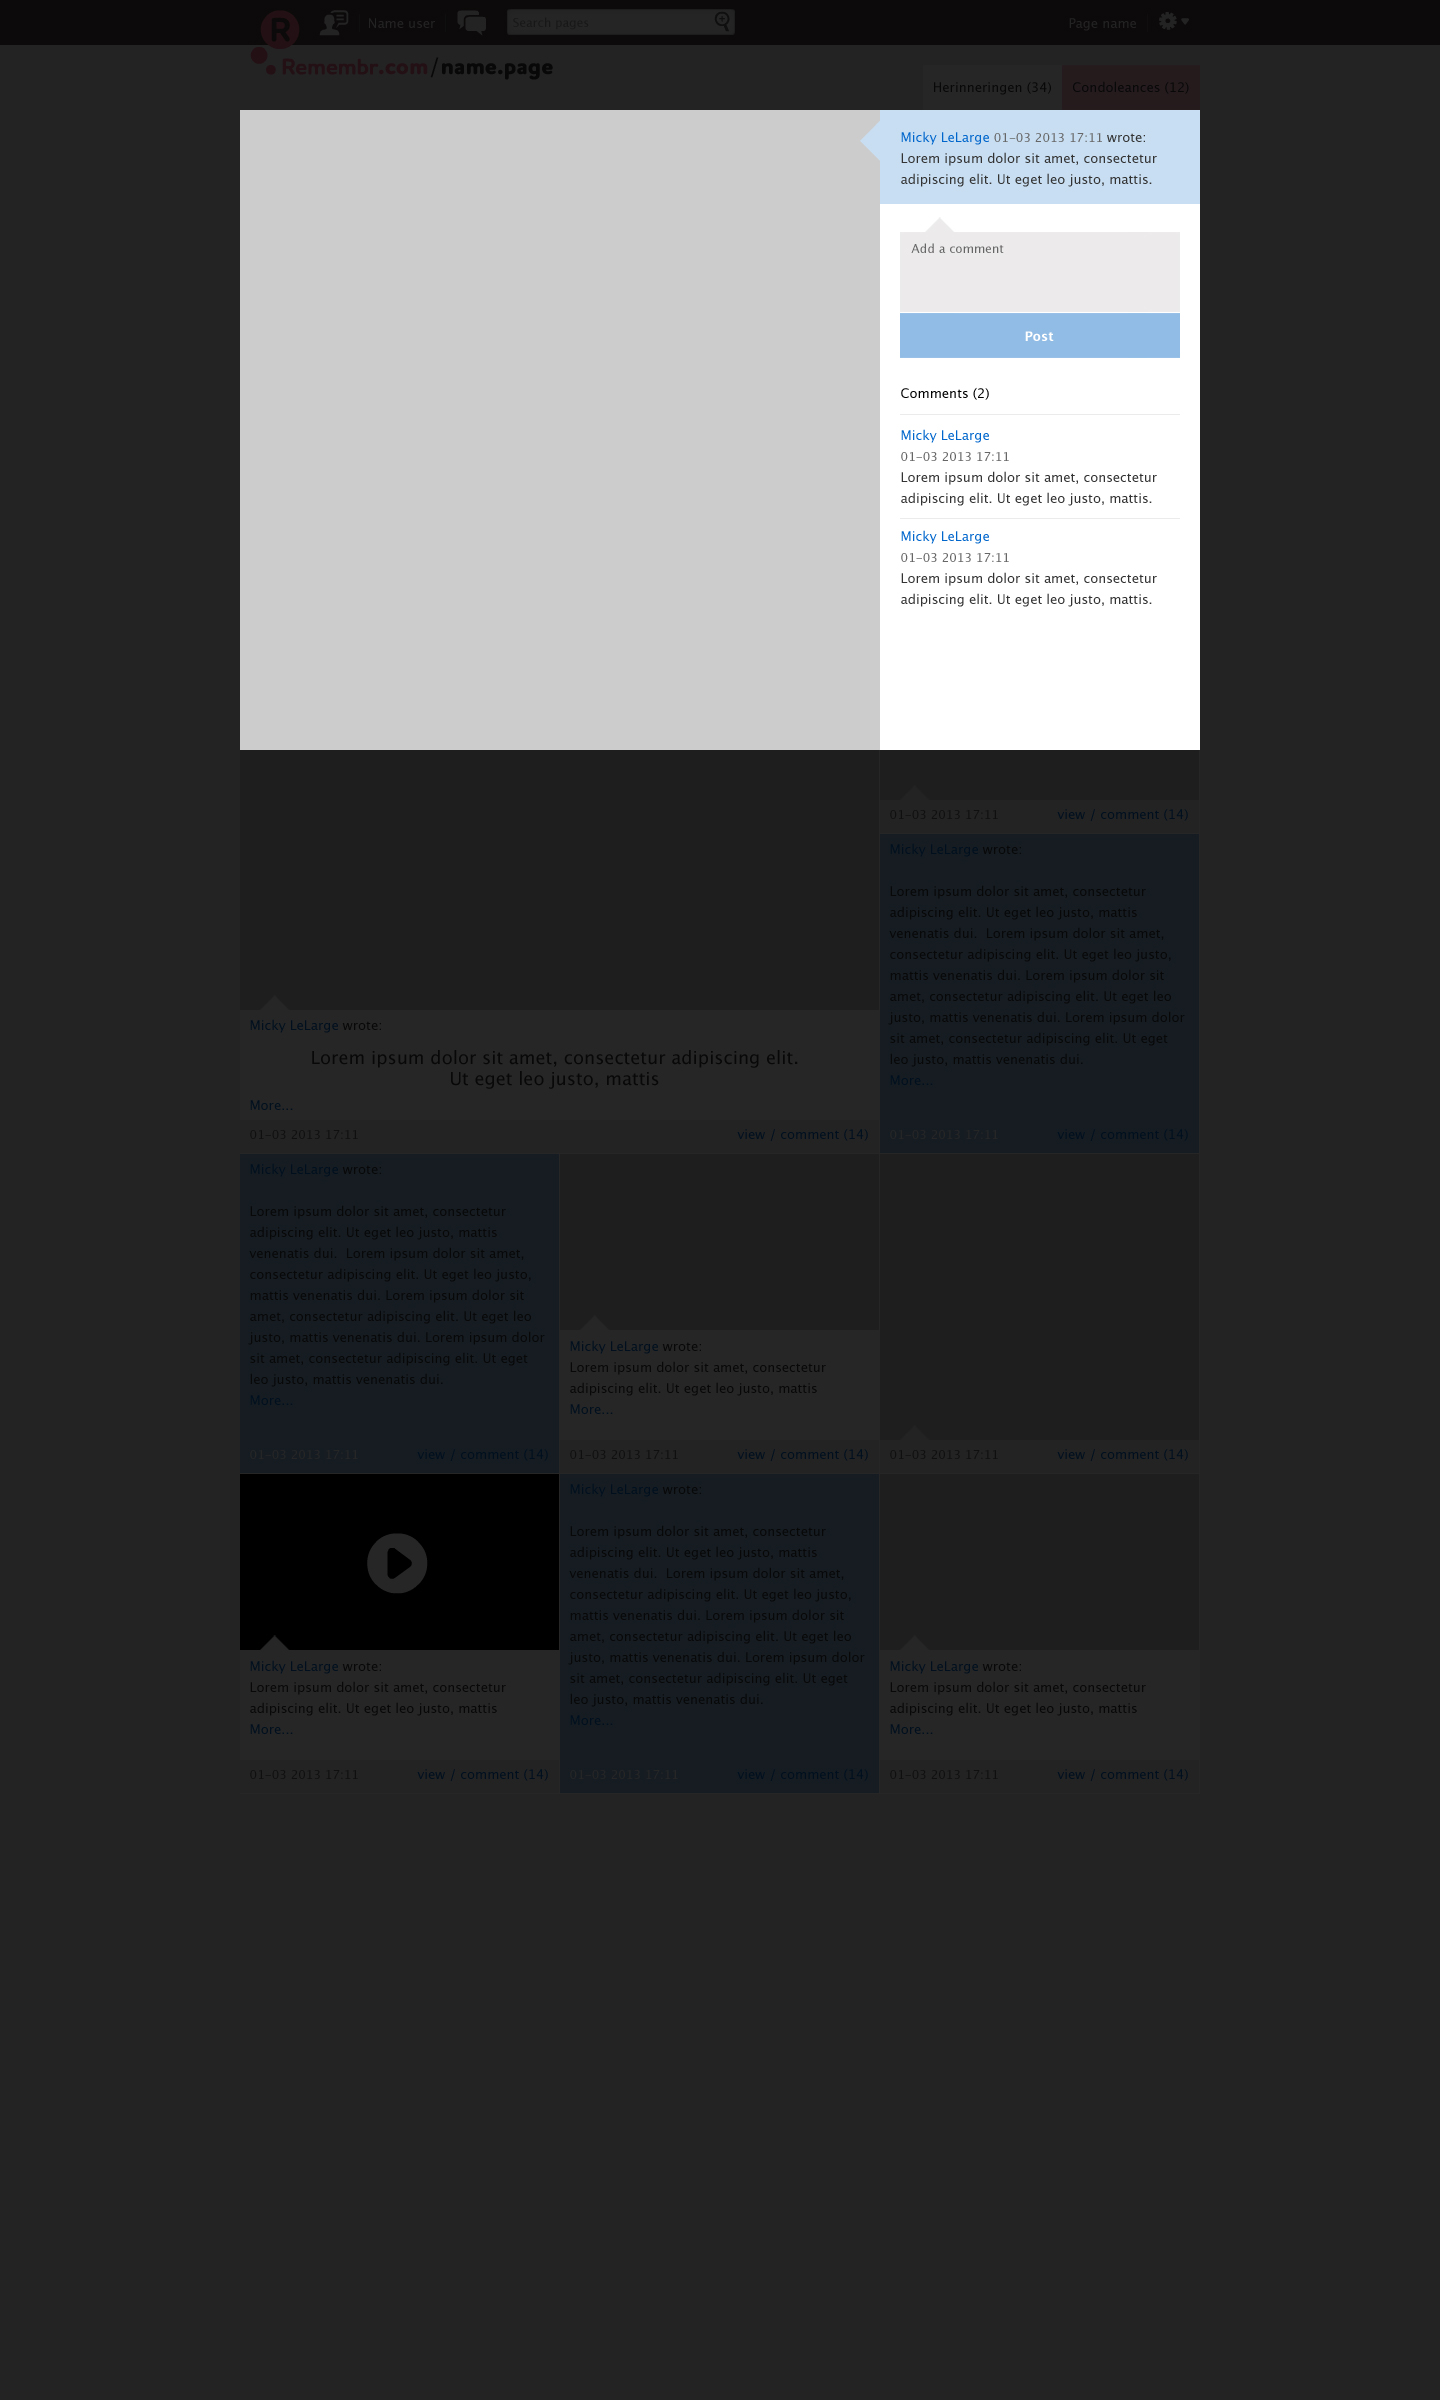 R
Name user
Search pages
Page name
Remembr.com/name.page
Herinneringen (34)
Condoleances (12)
Micky LeLarge 01-03 2013 17:11 wrote:
Lorem ipsum dolor sit amet, consectetur
adipiscing elit. Ut eget leo justo, mattis.
Add a comment
Post
Comments (2)
Micky LeLarge
01-03 2013 17:11
Lorem ipsum dolor sit amet, consectetur
adipiscing elit. Ut eget leo justo, mattis.
Micky LeLarge
01-03 2013 17:11
Lorem ipsum dolor sit amet, consectetur
adipiscing elit. Ut eget leo justo, mattis.
01-03 2013 17:11
view / comment (14)
Micky LeLarge wrote:
Lorem ipsum dolor sit amet, consectetur
adipiscing elit. Ut eget leo justo, mattis
venenatis dui.  Lorem ipsum dolor sit amet,
consectetur adipiscing elit. Ut eget leo justo,
mattis venenatis dui. Lorem ipsum dolor sit
amet, consectetur adipiscing elit. Ut eget leo
justo, mattis venenatis dui. Lorem ipsum dolor
sit amet, consectetur adipiscing elit. Ut eget
leo justo, mattis venenatis dui.
More...
01-03 2013 17:11
view / comment (14)
Micky LeLarge wrote:
Lorem ipsum dolor sit amet, consectetur adipiscing elit.
Ut eget leo justo, mattis
More...
01-03 2013 17:11
view / comment (14)
Micky LeLarge wrote:
Lorem ipsum dolor sit amet, consectetur
adipiscing elit. Ut eget leo justo, mattis
venenatis dui.  Lorem ipsum dolor sit amet,
consectetur adipiscing elit. Ut eget leo justo,
mattis venenatis dui. Lorem ipsum dolor sit
amet, consectetur adipiscing elit. Ut eget leo
justo, mattis venenatis dui. Lorem ipsum dolor
sit amet, consectetur adipiscing elit. Ut eget
leo justo, mattis venenatis dui.
More...
01-03 2013 17:11
view / comment (14)
Micky LeLarge wrote:
Lorem ipsum dolor sit amet, consectetur
adipiscing elit. Ut eget leo justo, mattis
More...
01-03 2013 17:11
view / comment (14)
01-03 2013 17:11
view / comment (14)
Micky LeLarge wrote:
Lorem ipsum dolor sit amet, consectetur
adipiscing elit. Ut eget leo justo, mattis
More...
01-03 2013 17:11
view / comment (14)
Micky LeLarge wrote:
Lorem ipsum dolor sit amet, consectetur
adipiscing elit. Ut eget leo justo, mattis
venenatis dui.  Lorem ipsum dolor sit amet,
consectetur adipiscing elit. Ut eget leo justo,
mattis venenatis dui. Lorem ipsum dolor sit
amet, consectetur adipiscing elit. Ut eget leo
justo, mattis venenatis dui. Lorem ipsum dolor
sit amet, consectetur adipiscing elit. Ut eget
leo justo, mattis venenatis dui.
More...
01-03 2013 17:11
view / comment (14)
Micky LeLarge wrote:
Lorem ipsum dolor sit amet, consectetur
adipiscing elit. Ut eget leo justo, mattis
More...
01-03 2013 17:11
view / comment (14)